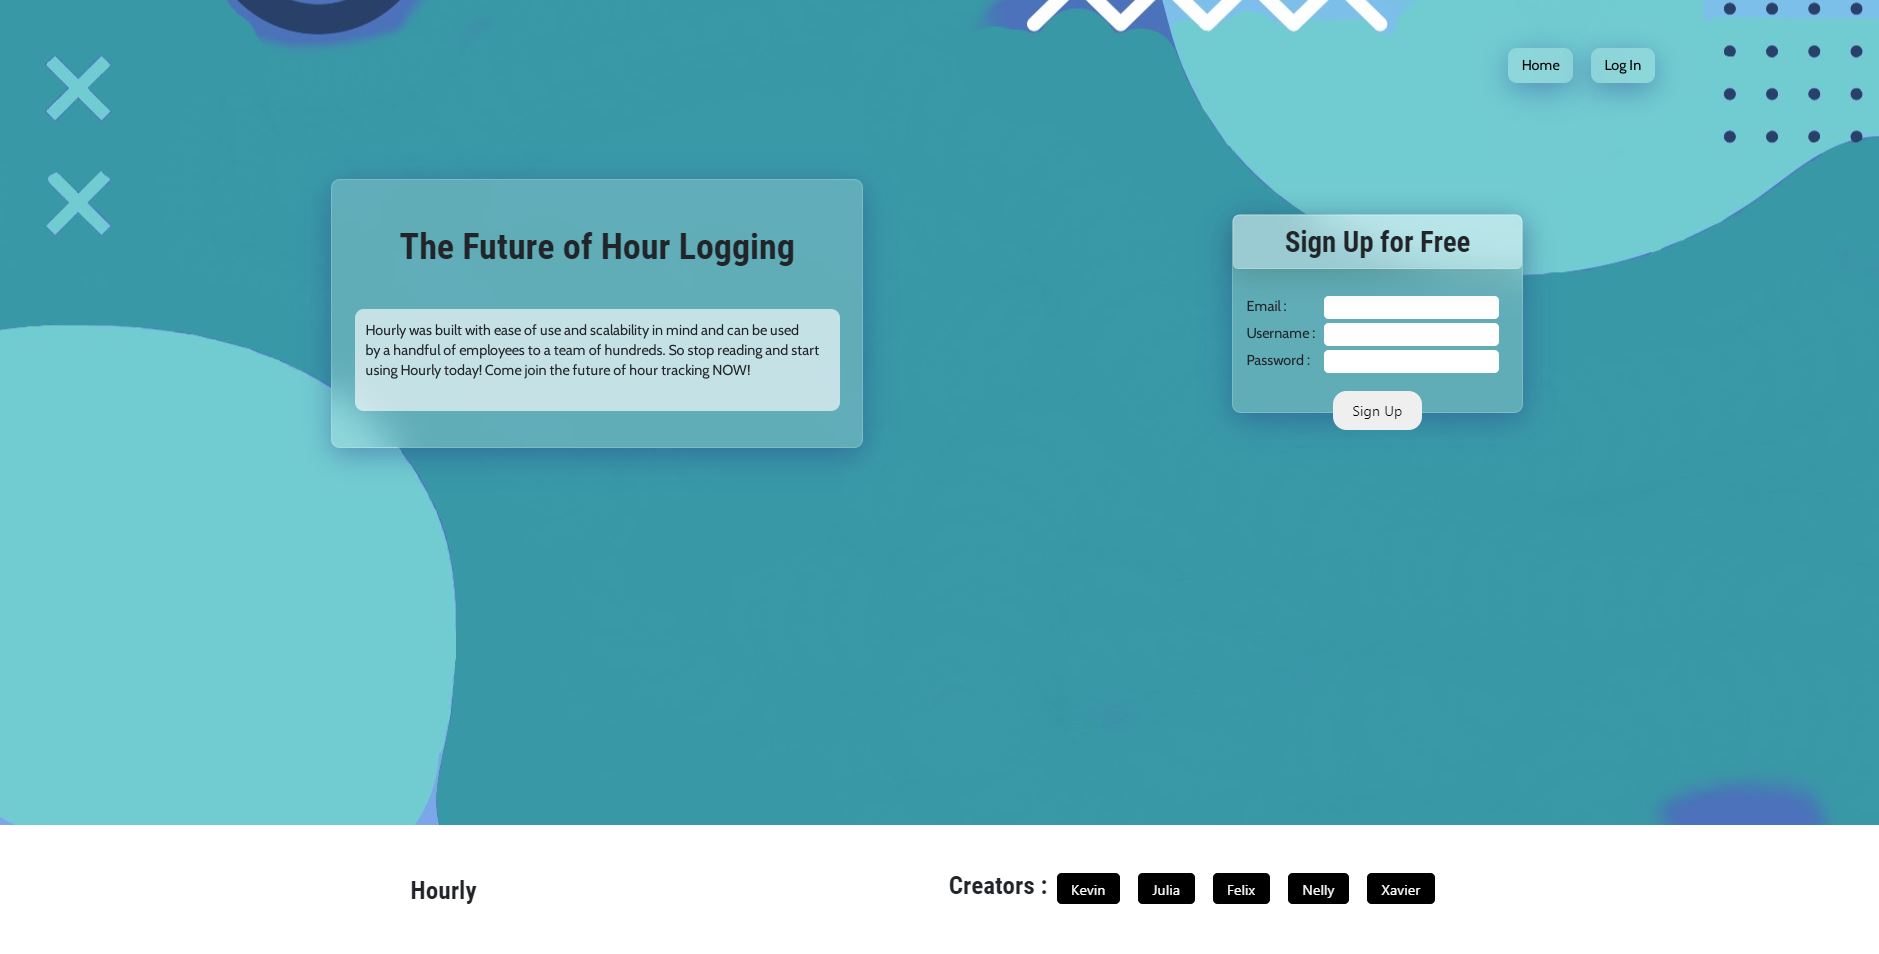 Home
Log In
The Future of Hour Logging
Hourly was built with ease of use and scalability in mind and can be used
by a handful of employees to a team of hundreds. So stop reading and start
using Hourly today! Come join the future of hour tracking NOW!
Sign Up for Free
Email :
Username :
Password :
Sign Up
Hourly
Creators :
Kevin
Julia
Felix
Nelly
Xavier